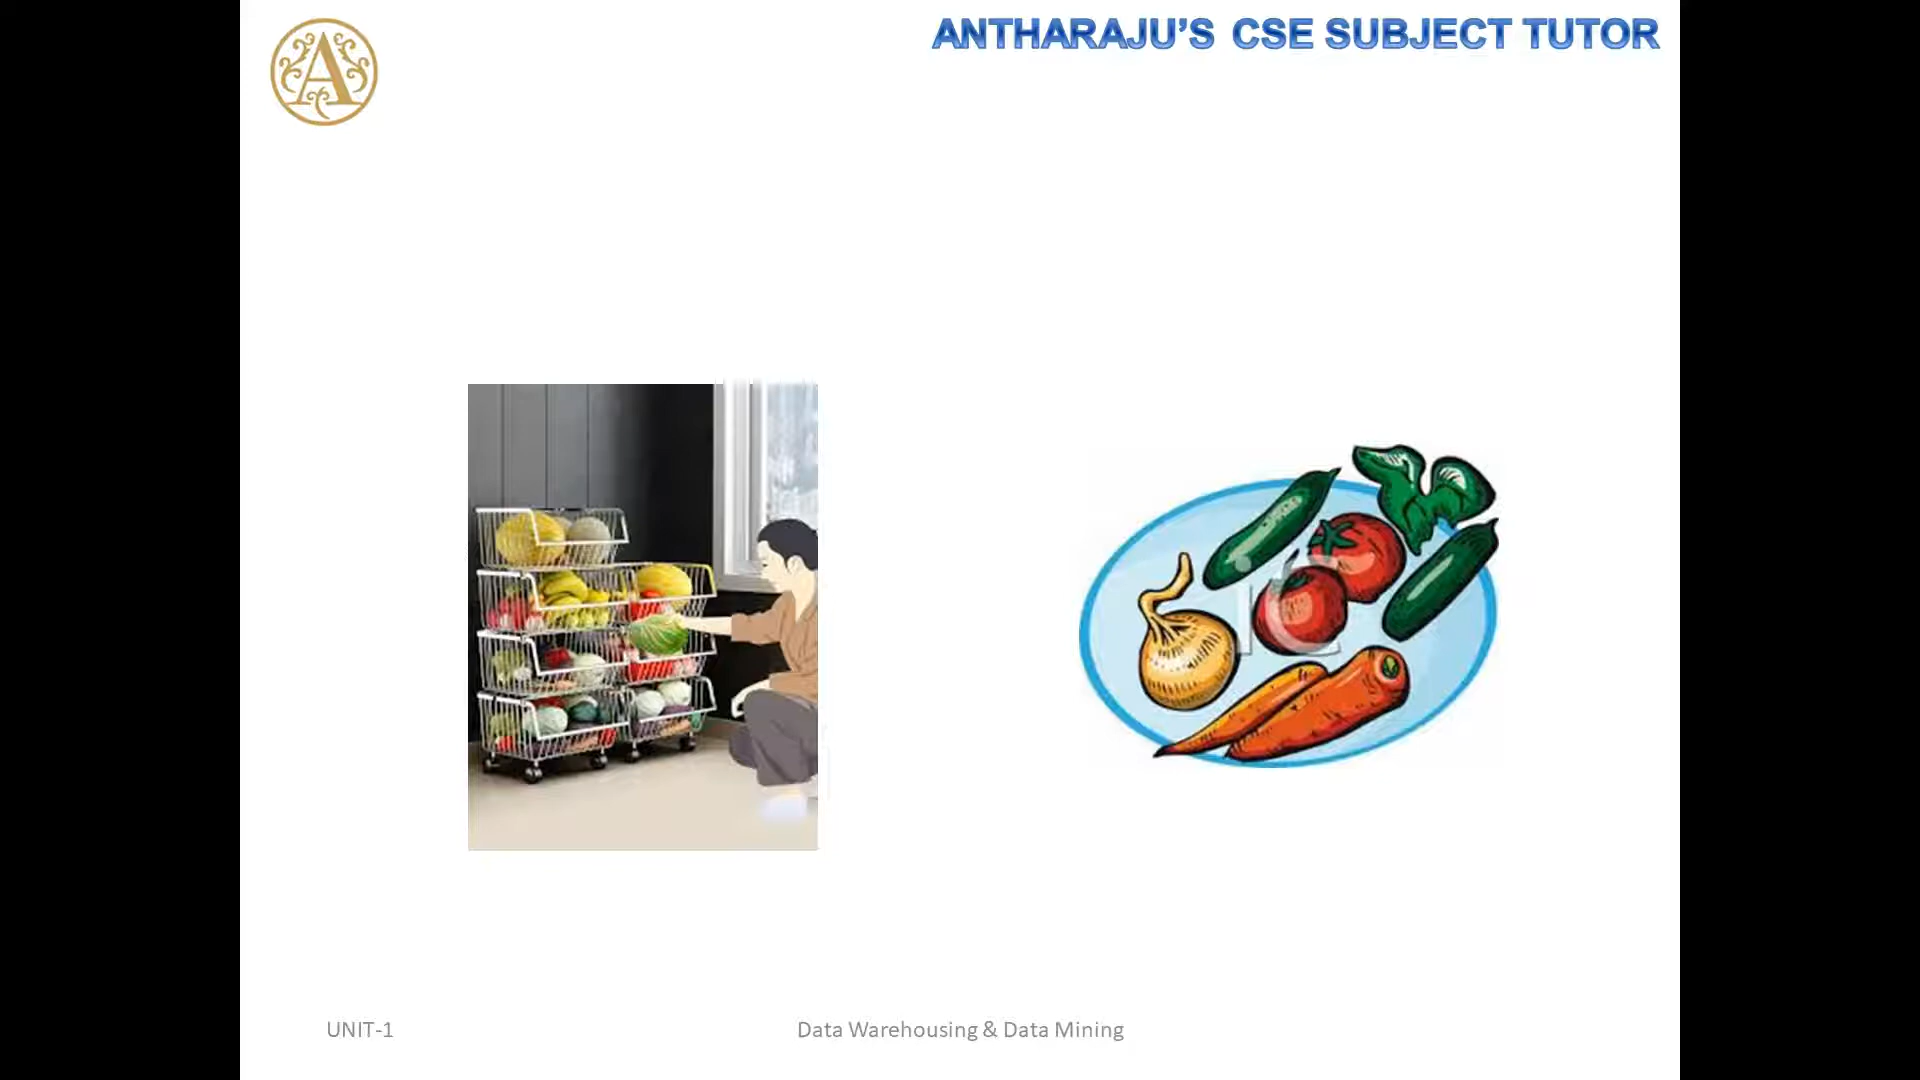 ANTHARAJU'S CSE SUBJECT TUTOR
A
UNIT-1
Data Warehousing & Data Mining